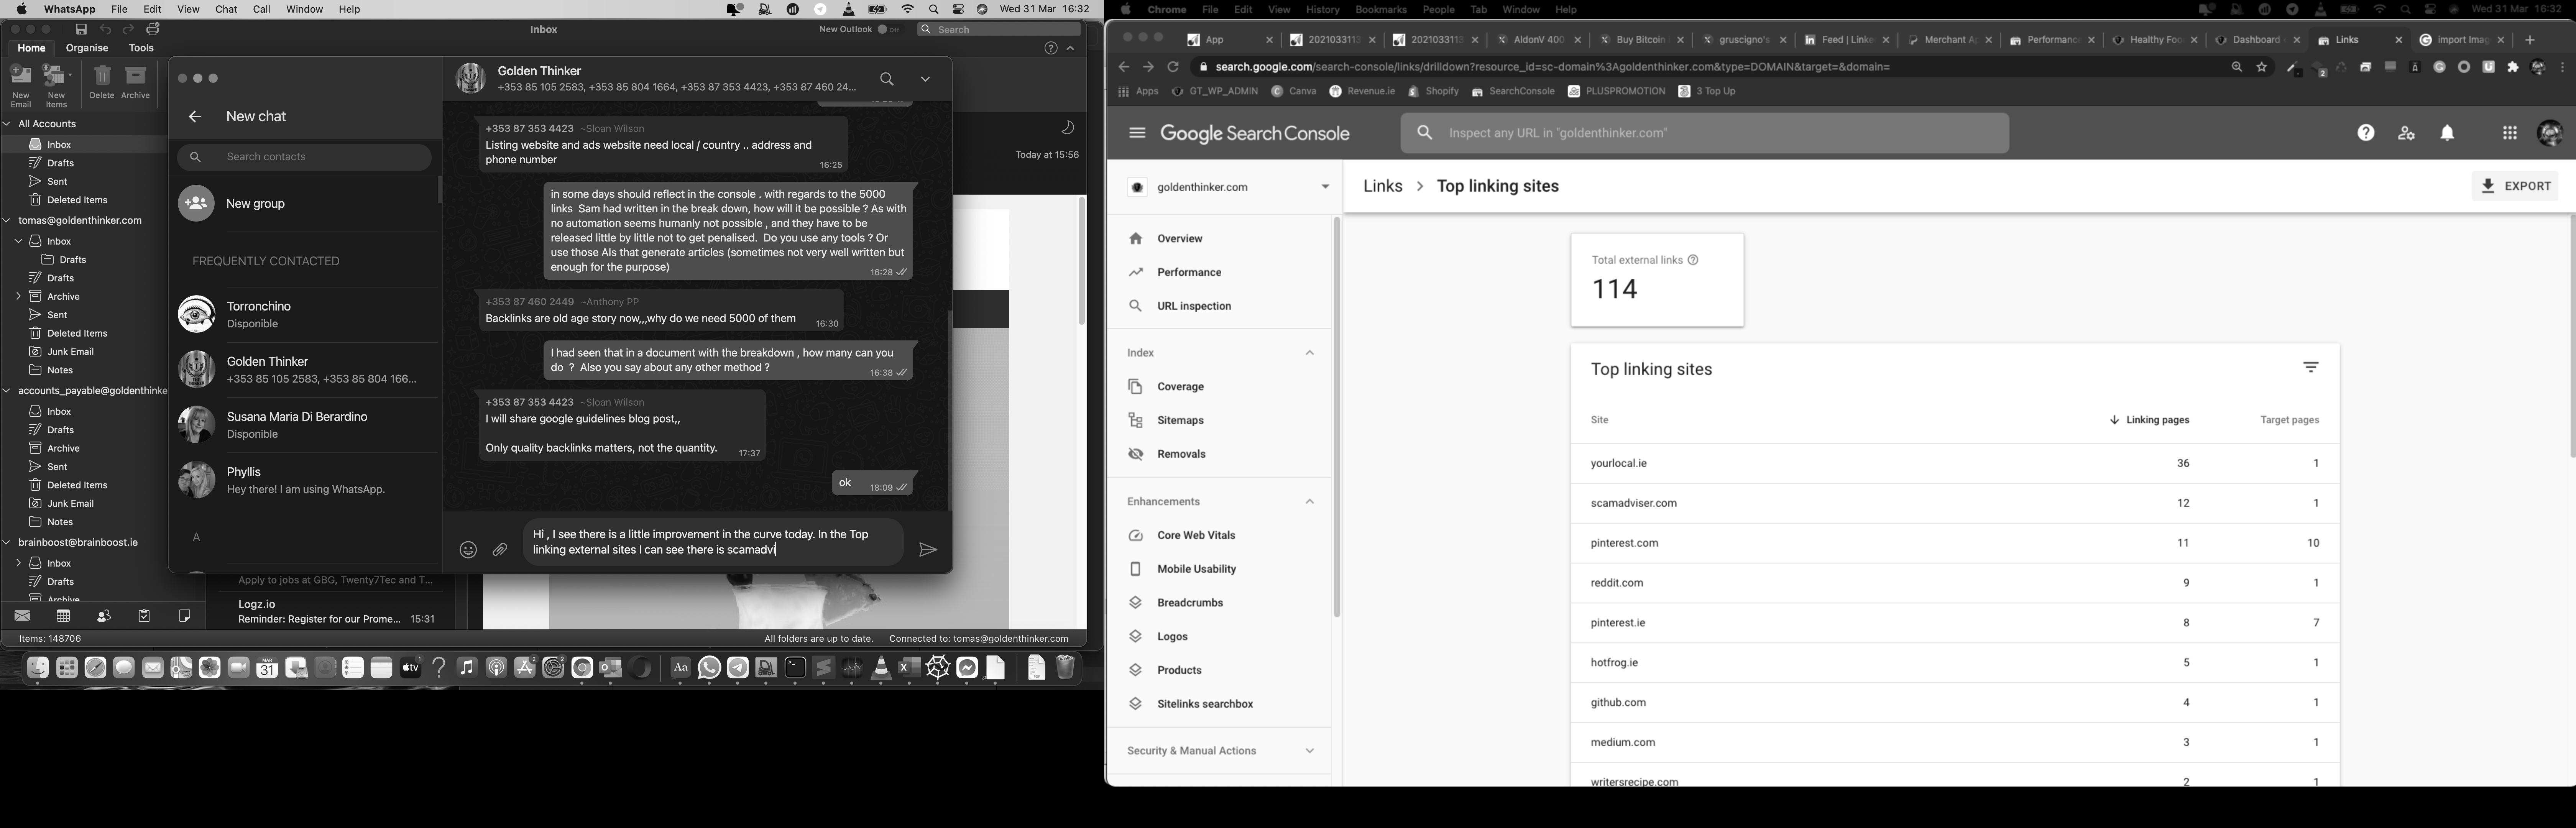 WhatsApp File Edit View Chat Call Window Help Wed 31 Mar 16:32
Inbox New Outlook Off Search
Home Organise Tools
New Email New Items Delete Archive
All Accounts
Inbox
Drafts
Sent
Deleted Items
tomas@goldenthinker.com
Inbox
Drafts
Drafts
Archive
Sent
Deleted Items
Junk Email
Notes
accounts_payable@goldenthinke
Inbox
Drafts
Archive
Sent
Deleted Items
Junk Email
Notes
brainboost@brainboost.ie
Inbox
Drafts
Archive
Items: 148706
New chat
Search contacts
New group
FREQUENTLY CONTACTED
Torronchino
Disponible
Golden Thinker
+353 85 105 2583, +353 85 804 166...
Susana Maria Di Berardino
Disponible
Phyllis
Hey there! I am using WhatsApp.
A
Golden Thinker
+353 85 105 2583, +353 85 804 1664, +353 87 353 4423, +353 87 460 24...
+353 87 353 4423 ~Sloan Wilson
Listing website and ads website need local / country .. address and
phone number
16:25
in some days should reflect in the console . with regards to the 5000
links Sam had written in the break down, how will it be possible ? As with
no automation seems humanly not possible , and they have to be
released little by little not to get penalised. Do you use any tools ? Or
use those AIs that generate articles (sometimes not very well written but
enough for the purpose)
16:28
+353 87 460 2449 ~Anthony PP
Backlinks are old age story now,,,why do we need 5000 of them
16:30
I had seen that in a document with the breakdown , how many can you
do ? Also you say about any other method ?
16:38
+353 87 353 4423 ~Sloan Wilson
I will share google guidelines blog post,,
Only quality backlinks matters, not the quantity.
17:37
ok 18:09
Hi , I see there is a little improvement in the curve today. In the Top
linking external sites I can see there is scamadvi
Today at 15:56
Apply to jobs at GBG, Twenty7Tec and T...
Logz.io
Reminder: Register for our Prome... 15:31
All folders are up to date. Connected to: tomas@goldenthinker.com
Chrome File Edit View History Bookmarks People Tab Window Help Wed 31 Mar 16:32
App 2021033113 2021033113 AldonV 400 Buy Bitcoin gruscigno's Feed | Linke Merchant Ap Performance Healthy Foo Dashboard Links import Imag
search.google.com/search-console/links/drilldown?resource_id=sc-domain%3Agoldenthinker.com&type=DOMAIN&target=&domain=
Apps GT_WP_ADMIN Canva Revenue.ie Shopify SearchConsole PLUSPROMOTION 3 Top Up
Google Search Console
Inspect any URL in "goldenthinker.com"
goldenthinker.com
Links > Top linking sites
EXPORT
Overview
Performance
URL inspection
Index
Coverage
Sitemaps
Removals
Enhancements
Core Web Vitals
Mobile Usability
Breadcrumbs
Logos
Products
Sitelinks searchbox
Security & Manual Actions
Total external links
114
Top linking sites
Site Linking pages Target pages
yourlocal.ie 36 1
scamadviser.com 12 1
pinterest.com 11 10
reddit.com 9 1
pinterest.ie 8 7
hotfrog.ie 5 1
github.com 4 1
medium.com 3 1
writersrecipe.com 2 1